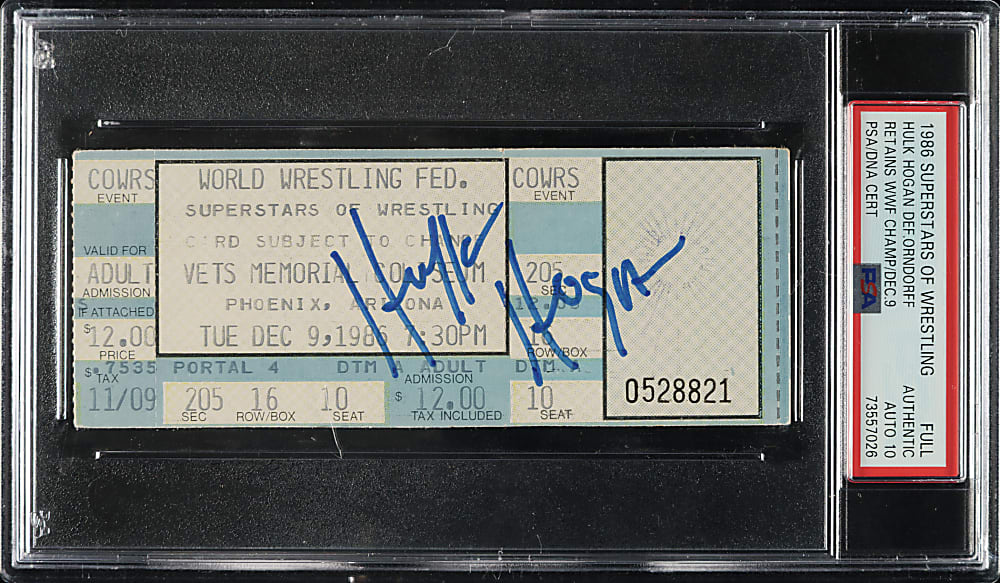 COWRS
EVENT
VALID FOR
ADULT
ADMISSION
IF ATTACHED
$12.00
PRICE
$.7535
TAX
11/09
WORLD WRESTLING FED.
SUPERSTARS OF WRESTLING
CARD SUBJECT TO CHANGE
VETS MEMORIAL COLISEUM
PHOENIX, ARIZONA
TUE DEC 9,1986 7:30PM
PORTAL 4 DTM A ADULT
ADMISSION
205 16 10 $ 12.00
SEC ROW/BOX SEAT TAX INCLUDED
COWRS
EVENT
205
SEC
ROW/BOX
DTM
10
SEAT
0528821
Hulk Hogan
1986 SUPERSTARS OF WRESTLING
HULK HOGAN DEF.ORNDORFF
RETAINS WWF CHAMP/DEC.9
PSA/DNA CERT
PSA
FULL
AUTHENTIC
AUTO 10
73557026